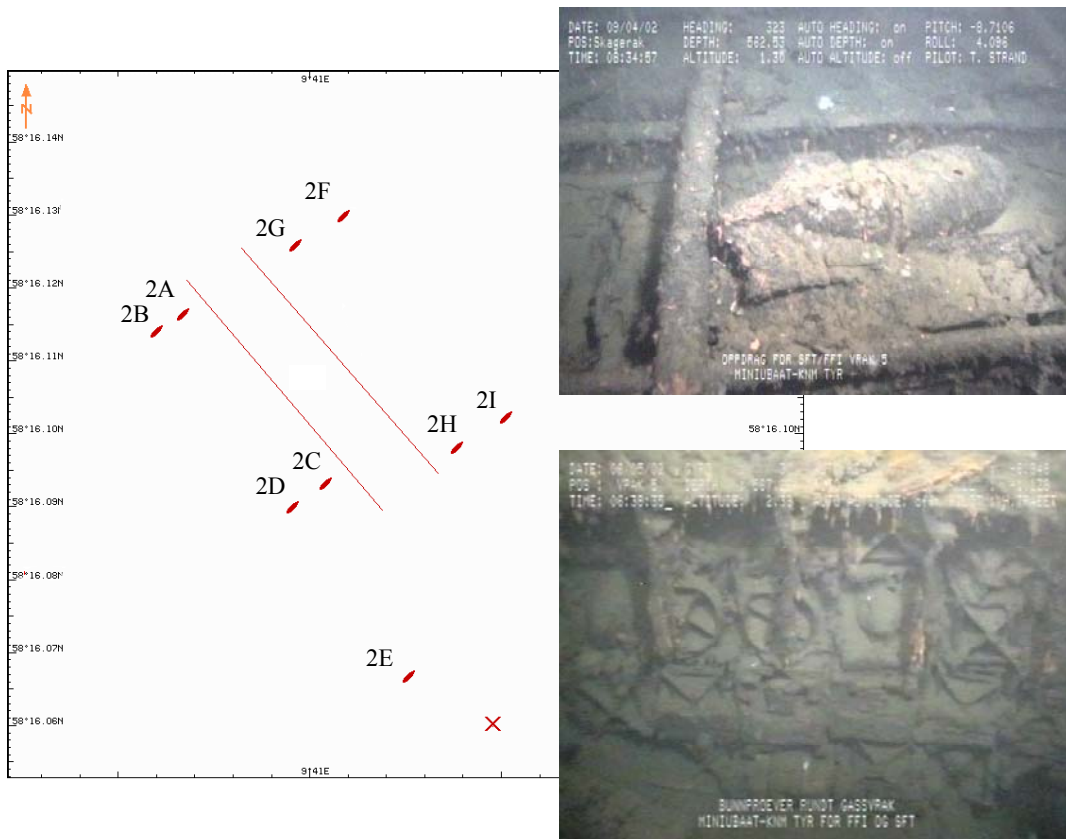 9°41E
N
58°16.14N
58°16.13N
2F
2G
58°16.12N
2A
2B
58°16.11N
58°16.10N
2I
2H
58°16.10N
2C
2D
58°16.09N
58°16.08N
58°16.07N
2E
58°16.06N
9°41E
DATE: 09/04/02 HEADING: 323 AUTO HEADING: on PITCH: -8.7106
POS:Skagerak DEPTH: 562.53 AUTO DEPTH: on ROLL: 4.096
TIME: 08:34:57 ALTITUDE: 1.30 AUTO ALTITUDE: off PILOT: T. STRAND
OPPDRAG FOR SFT/FFI VRAK 5
MINIUBAAT-KNM TYR
DATE:
POS : VRAK
TIME: ALTITUDE:
BUNNPROEVER RUNDT GASSVRAK
MINIUBAAT-KNM TYR FOR FFI OG SFT